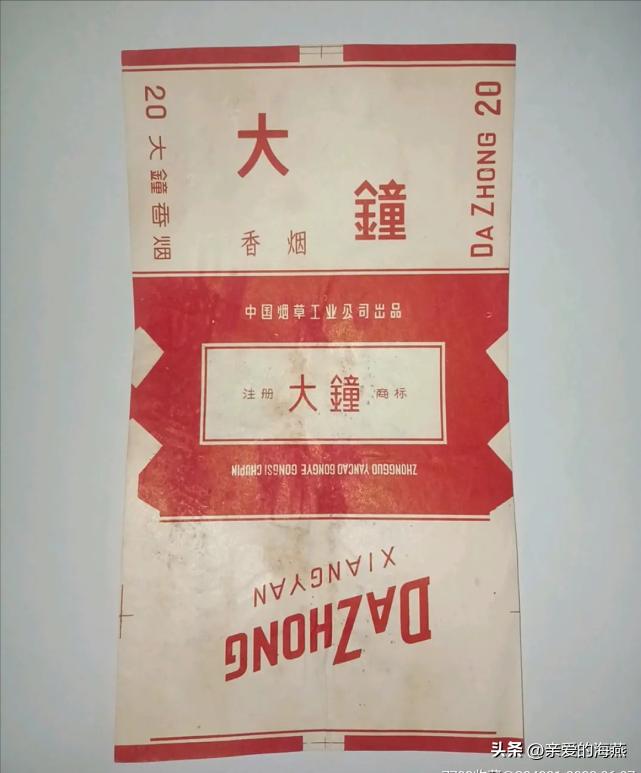 20 大鐘香烟
大鐘
香烟
DA ZHONG 20
中国烟草工业公司出品
注册 大鐘 商标
ZHONGGUO YANCAO GONGYE GONGSI CHUPIN
XIANGYAN
DAZHONG
头条 @亲爱的海燕